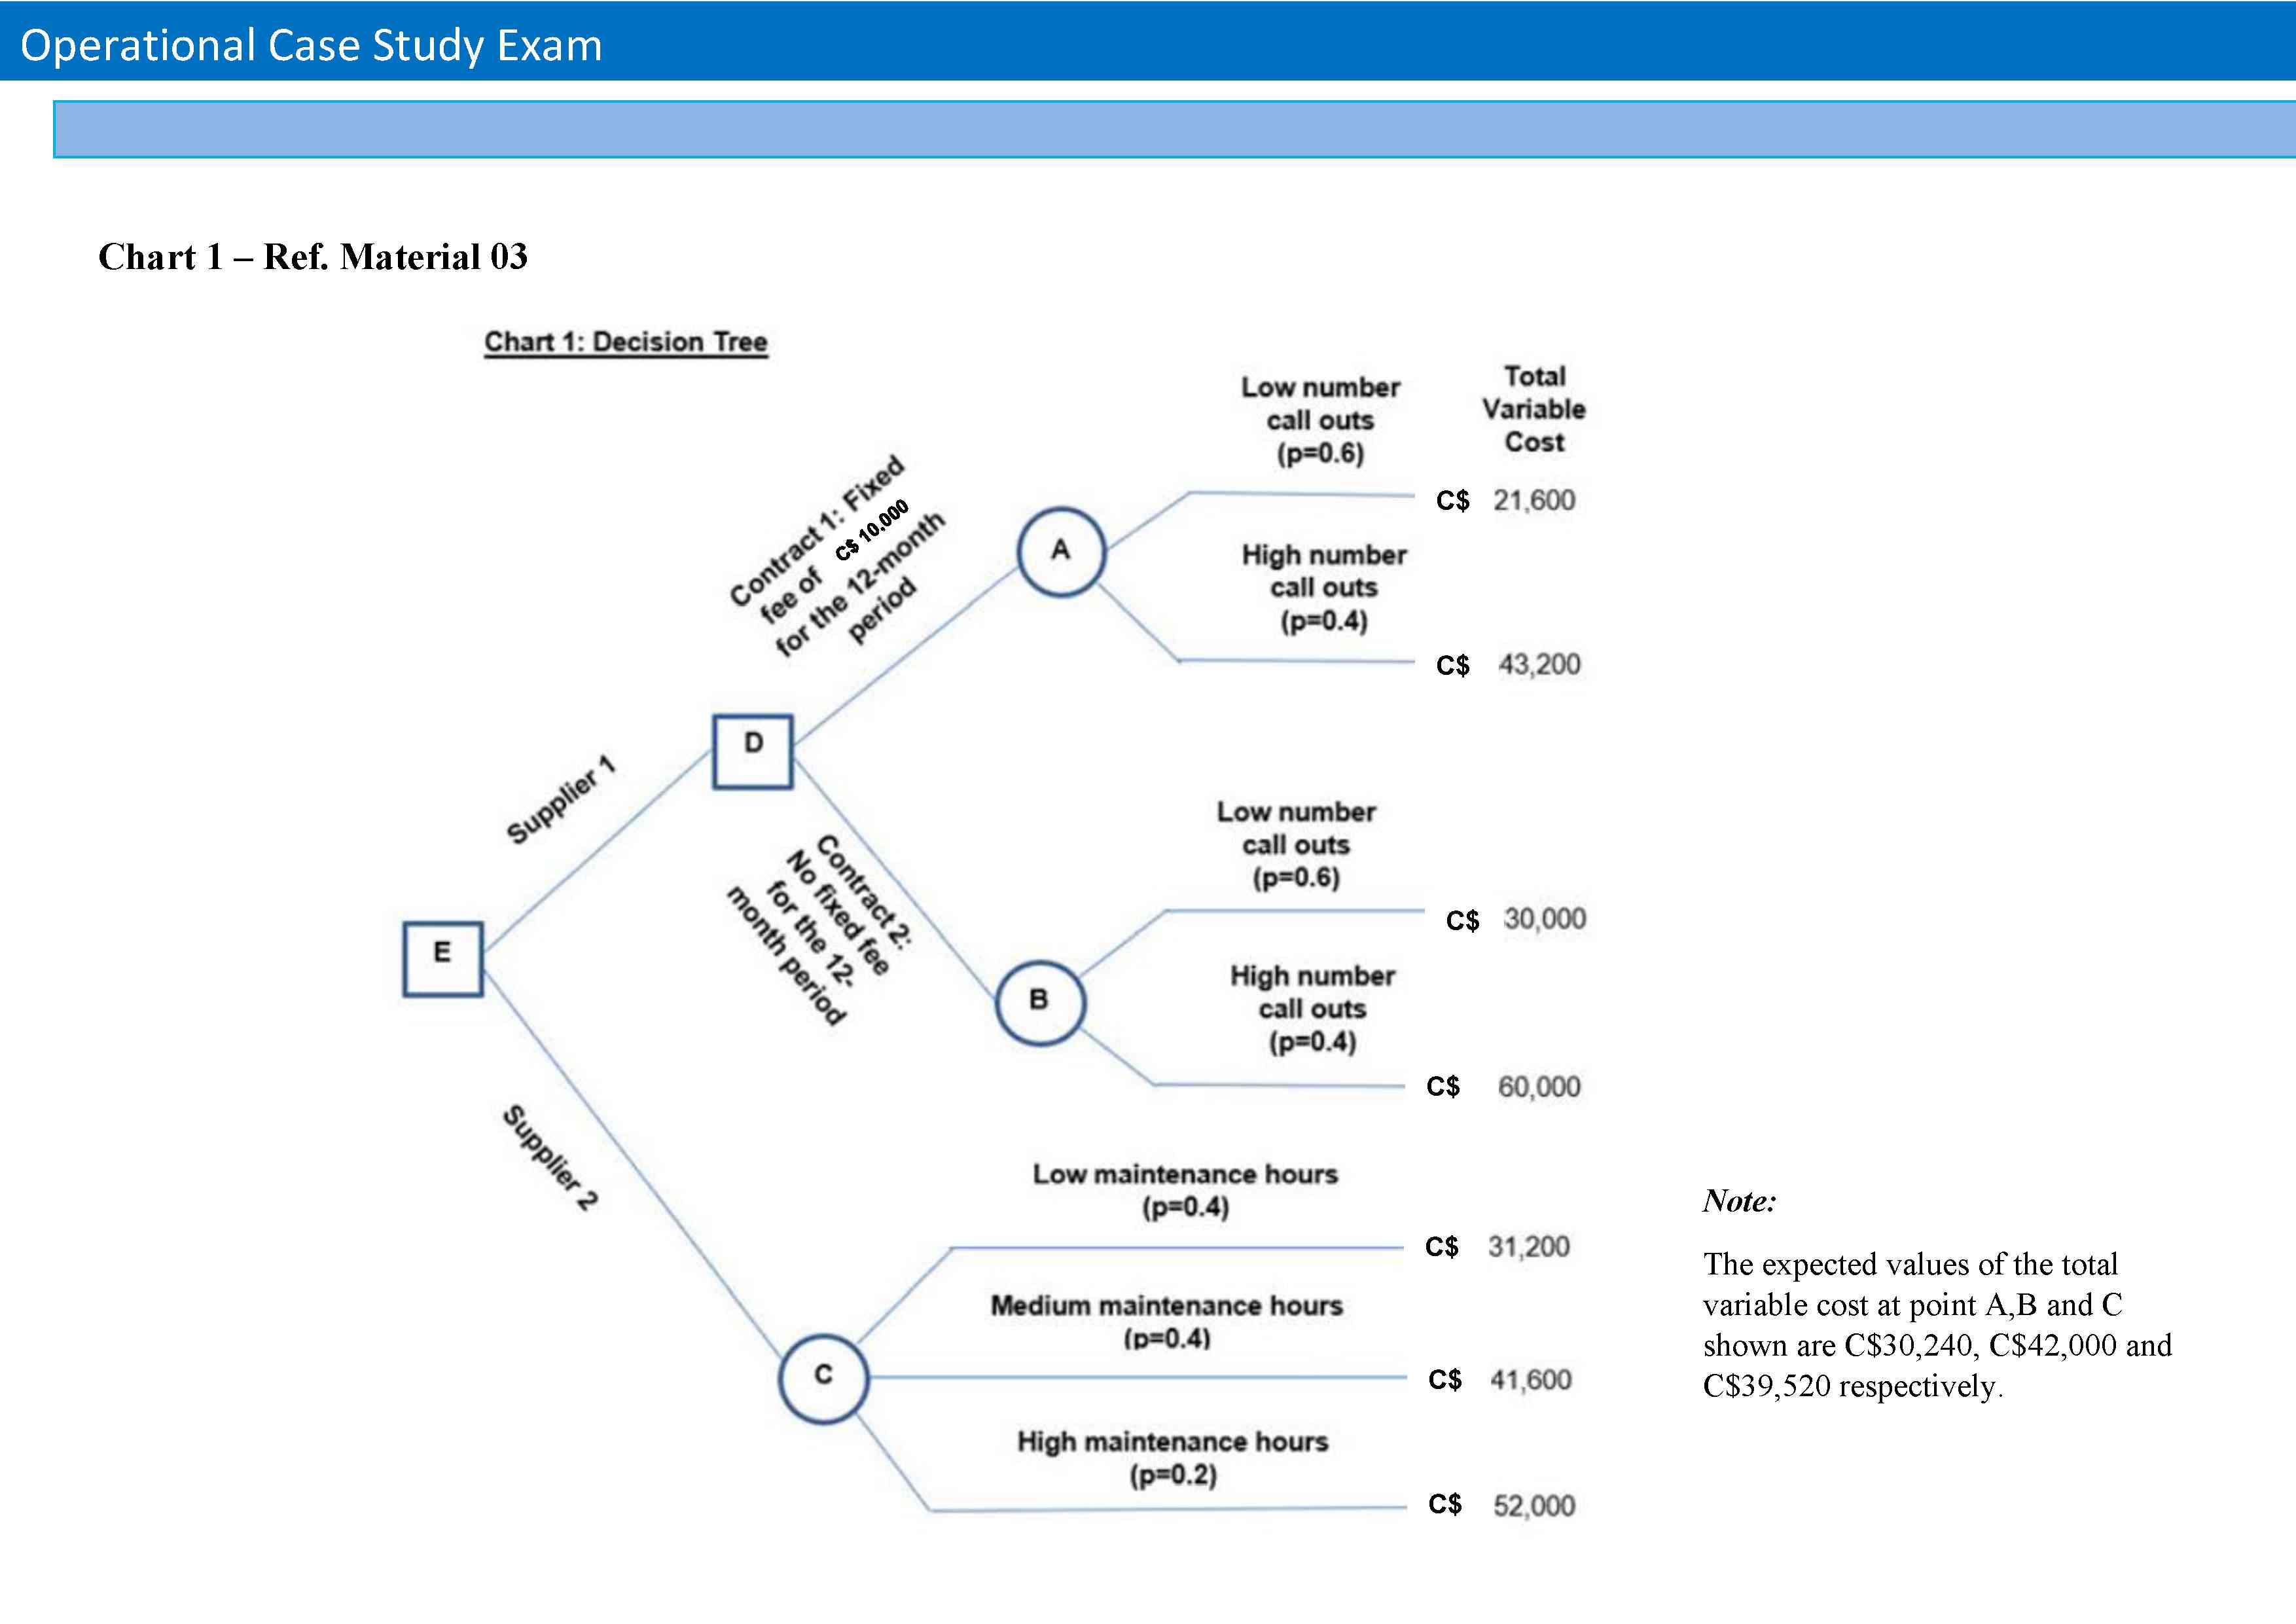 Operational Case Study Exam
Chart 1 – Ref. Material 03
Chart 1: Decision Tree
Total
Variable
Cost
Low number
call outs
(p=0.6)
C$ 21,600
High number
call outs
(p=0.4)
C$ 43,200
Contract 1: Fixed
fee of C$ 10,000
for the 12-month
period
A
D
Supplier 1
Contract 2:
No fixed fee
for the 12-
month period
Low number
call outs
(p=0.6)
C$ 30,000
High number
call outs
(p=0.4)
C$ 60,000
B
E
Supplier 2
Low maintenance hours
(p=0.4)
C$ 31,200
Medium maintenance hours
(p=0.4)
C$ 41,600
High maintenance hours
(p=0.2)
C$ 52,000
C
Note:
The expected values of the total
variable cost at point A,B and C
shown are C$30,240, C$42,000 and
C$39,520 respectively.